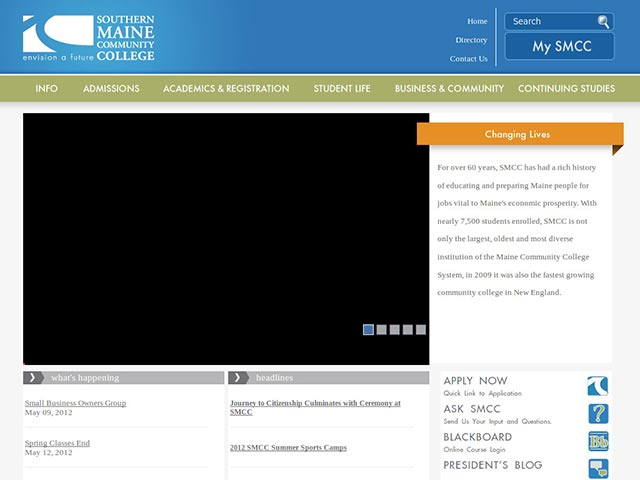 SOUTHERN
MAINE
COMMUNITY
COLLEGE
envision a future
Home
Directory
Contact Us
Search
My SMCC
INFO
ADMISSIONS
ACADEMICS & REGISTRATION
STUDENT LIFE
BUSINESS & COMMUNITY
CONTINUING STUDIES
Changing Lives
For over 60 years, SMCC has had a rich history
of educating and preparing Maine people for
jobs vital to Maine's economic prosperity. With
nearly 7,500 students enrolled, SMCC is not
only the largest, oldest and most diverse
institution of the Maine Community College
System, in 2009 it was also the fastest growing
community college in New England.
what's happening
Small Business Owners Group
May 09, 2012
Spring Classes End
May 12, 2012
headlines
Journey to Citizenship Culminates with Ceremony at
SMCC
2012 SMCC Summer Sports Camps
APPLY NOW
Quick Link to Application
ASK SMCC
Send Us Your Input and Questions.
?
BLACKBOARD
Online Course Login
Bb
PRESIDENT'S BLOG